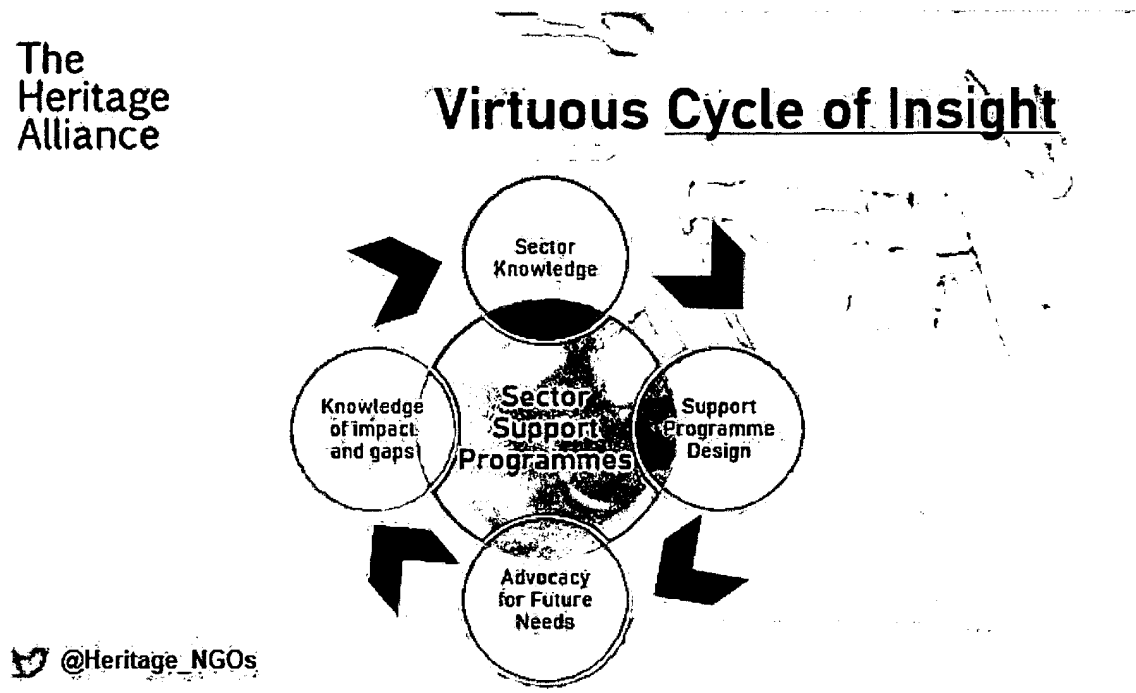 The
Heritage
Alliance
Virtuous Cycle of Insight
Sector
Knowledge
Knowledge
of impact
and gaps
Sector
Support
Programmes
Support
Programme
Design
Advocacy
for Future
Needs
@Heritage_NGOs